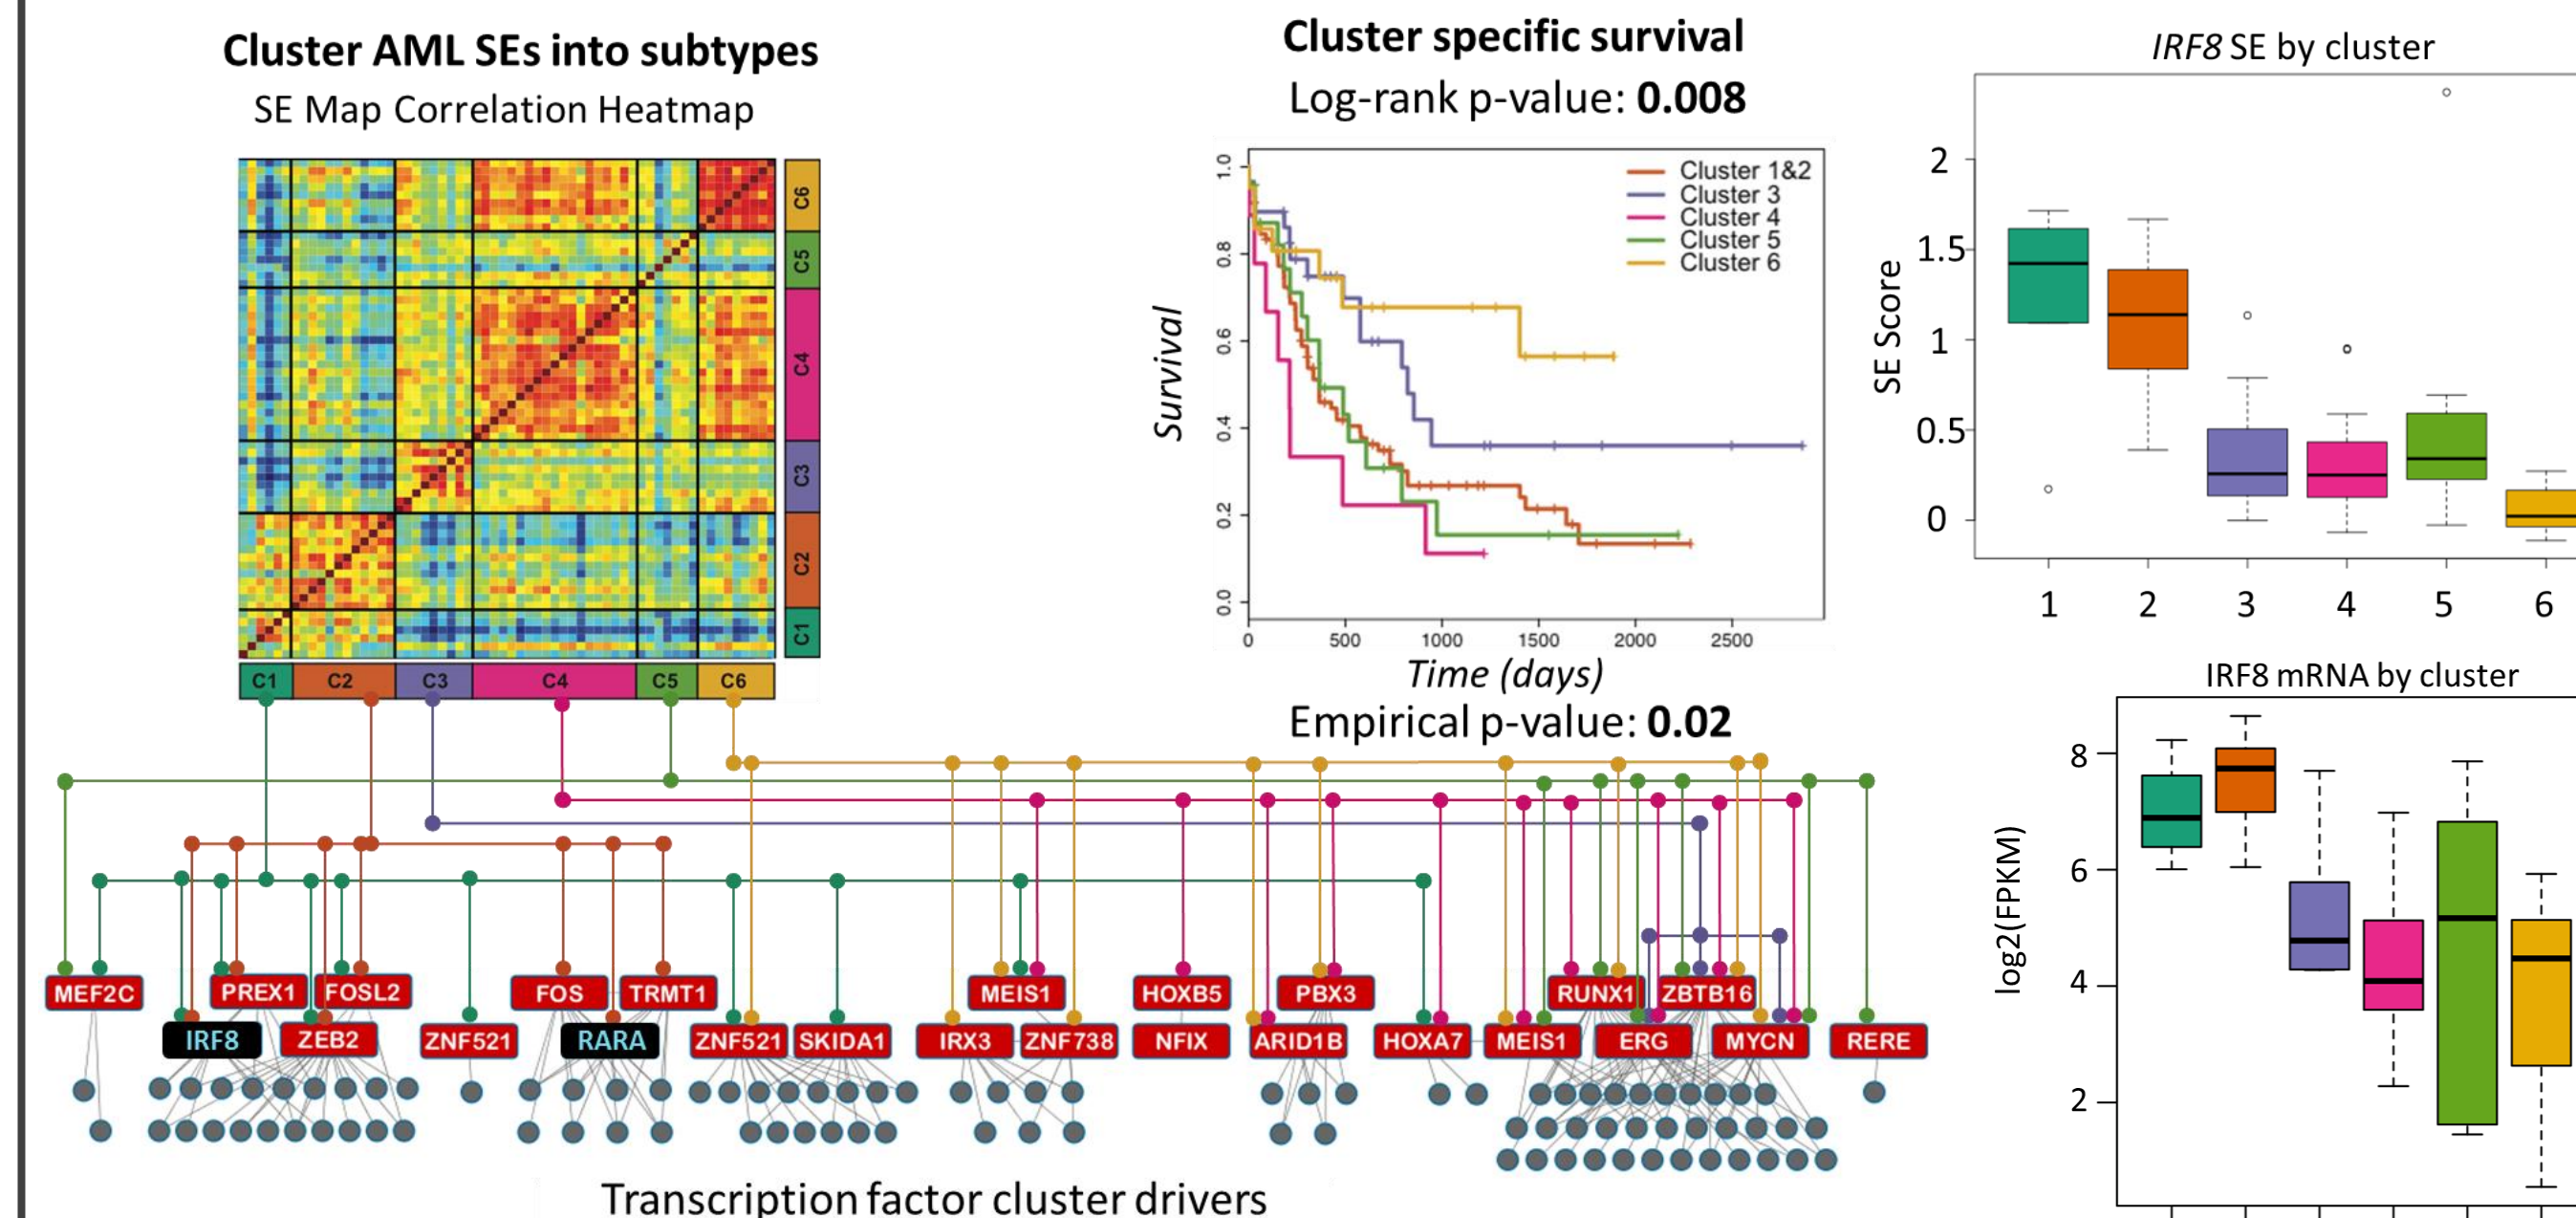 Cluster AML SEs into subtypes
SE Map Correlation Heatmap
C6
C5
C4
C3
C2
C1
C1 C2 C3 C4 C5 C6
Cluster specific survival
Log-rank p-value: 0.008
Survival
1.0
0.8
0.6
0.4
0.2
0.0
Cluster 1&2
Cluster 3
Cluster 4
Cluster 5
Cluster 6
0 500 1000 1500 2000 2500
Time (days)
Empirical p-value: 0.02
IRF8 SE by cluster
SE Score
2
1.5
1
0.5
0
1 2 3 4 5 6
IRF8 mRNA by cluster
log2(FPKM)
8
6
4
2
MEF2C PREX1 FOSL2 FOS TRMT1 MEIS1 HOXB5 PBX3 RUNX1 ZBTB16
IRF8 ZEB2 ZNF521 RARA ZNF521 SKIDA1 IRX3 ZNF738 NFIX ARID1B HOXA7 MEIS1 ERG MYCN RERE
Transcription factor cluster drivers